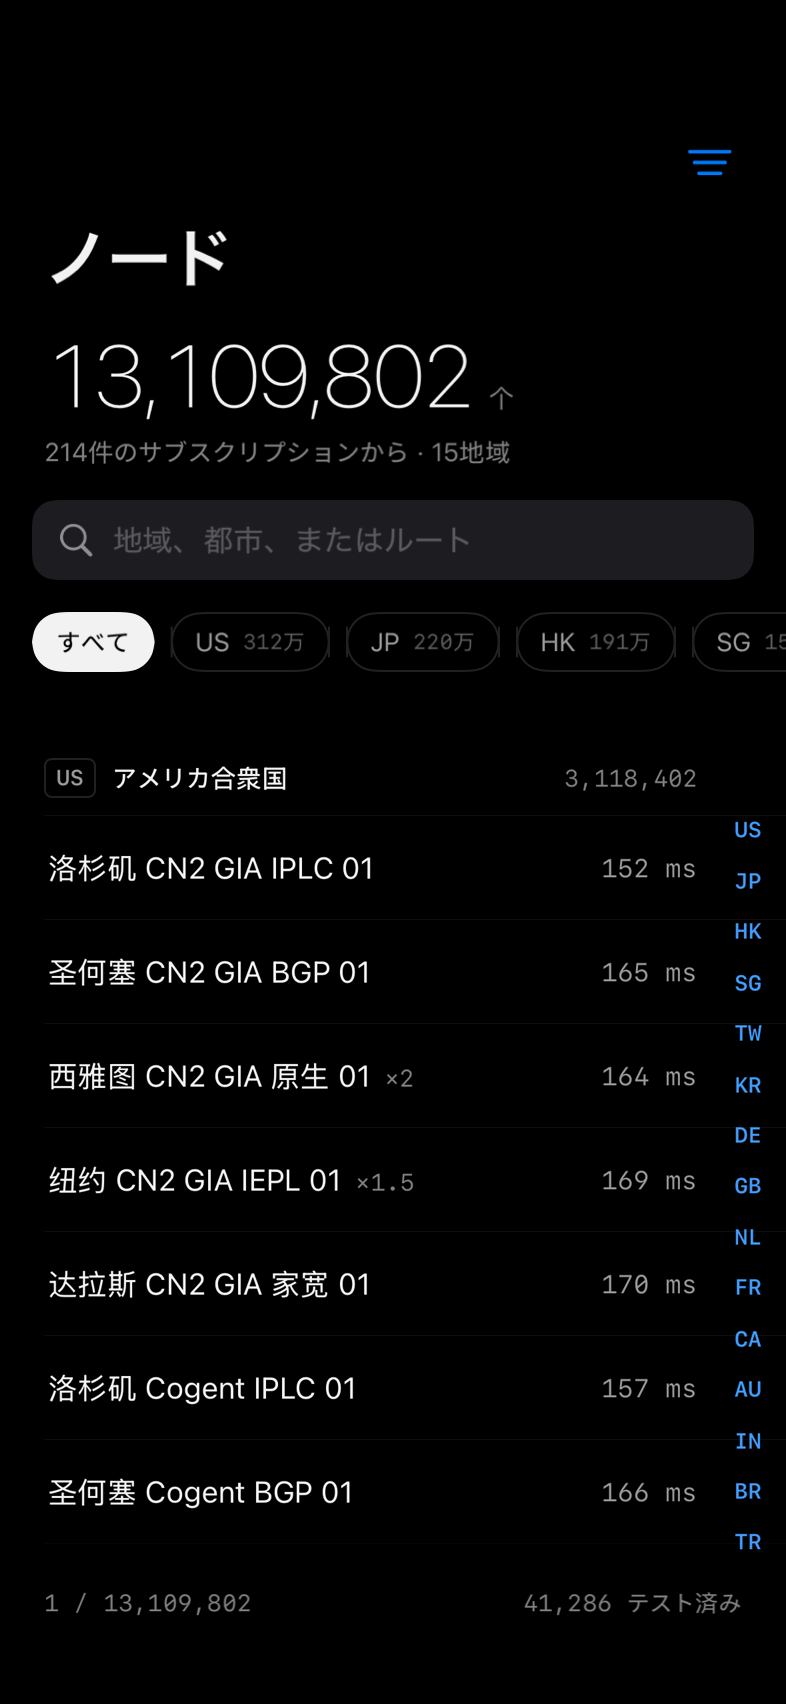 ノード
13,109,802 个
214件のサブスクリプションから · 15地域
地域、都市、またはルート
すべて US 312万 JP 220万 HK 191万 SG 15
US アメリカ合衆国 3,118,402
US
洛杉矶 CN2 GIA IPLC 01 152 ms
JP
HK
圣何塞 CN2 GIA BGP 01 165 ms
SG
TW
西雅图 CN2 GIA 原生 01 ×2 164 ms
KR
DE
纽约 CN2 GIA IEPL 01 ×1.5 169 ms
GB
NL
达拉斯 CN2 GIA 家宽 01 170 ms
FR
CA
洛杉矶 Cogent IPLC 01 157 ms
AU
IN
圣何塞 Cogent BGP 01 166 ms
BR
TR
1 / 13,109,802 41,286 テスト済み